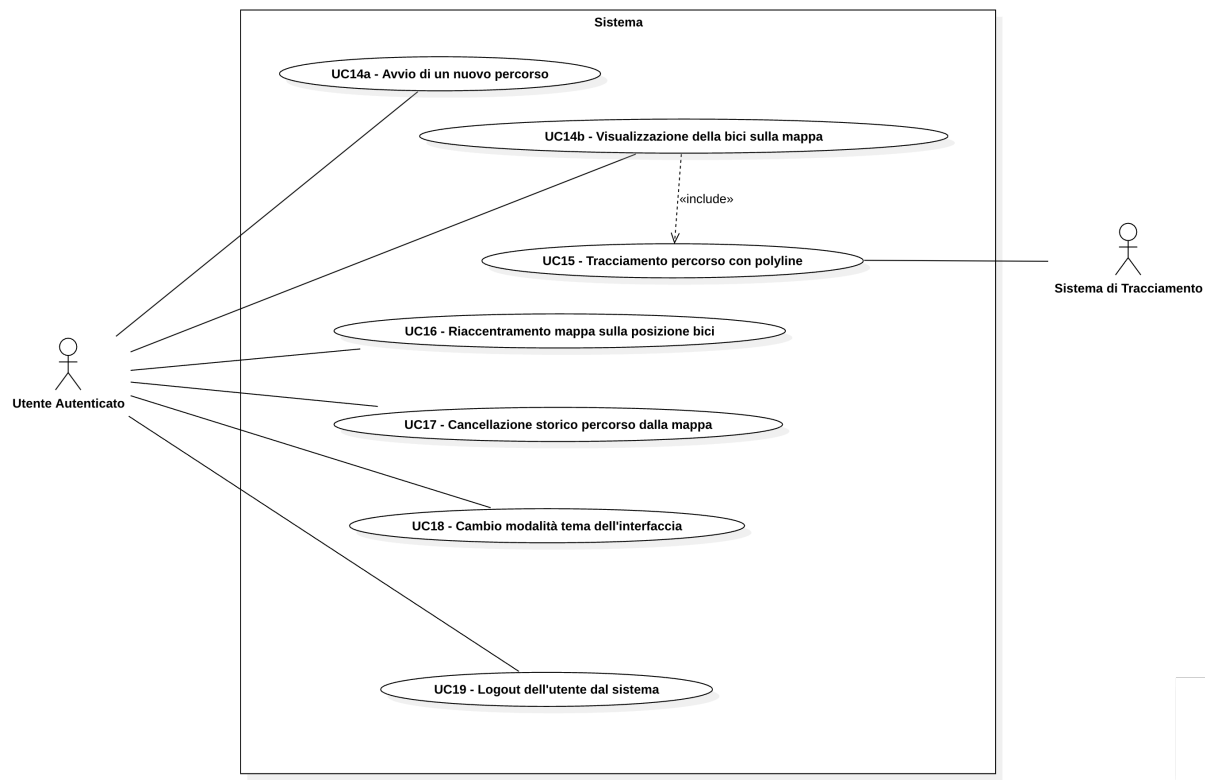 Sistema
UC14a - Avvio di un nuovo percorso
UC14b - Visualizzazione della bici sulla mappa
«include»
UC15 - Tracciamento percorso con polyline
Sistema di Tracciamento
UC16 - Riaccentramento mappa sulla posizione bici
Utente Autenticato
UC17 - Cancellazione storico percorso dalla mappa
UC18 - Cambio modalità tema dell'interfaccia
UC19 - Logout dell'utente dal sistema